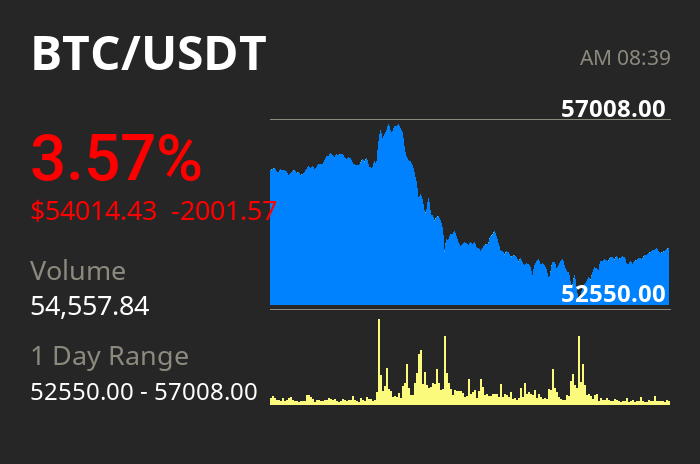 BTC/USDT
AM 08:39
57008.00
3.57%
$54014.43 -2001.57
Volume
54,557.84
52550.00
1 Day Range
52550.00 - 57008.00